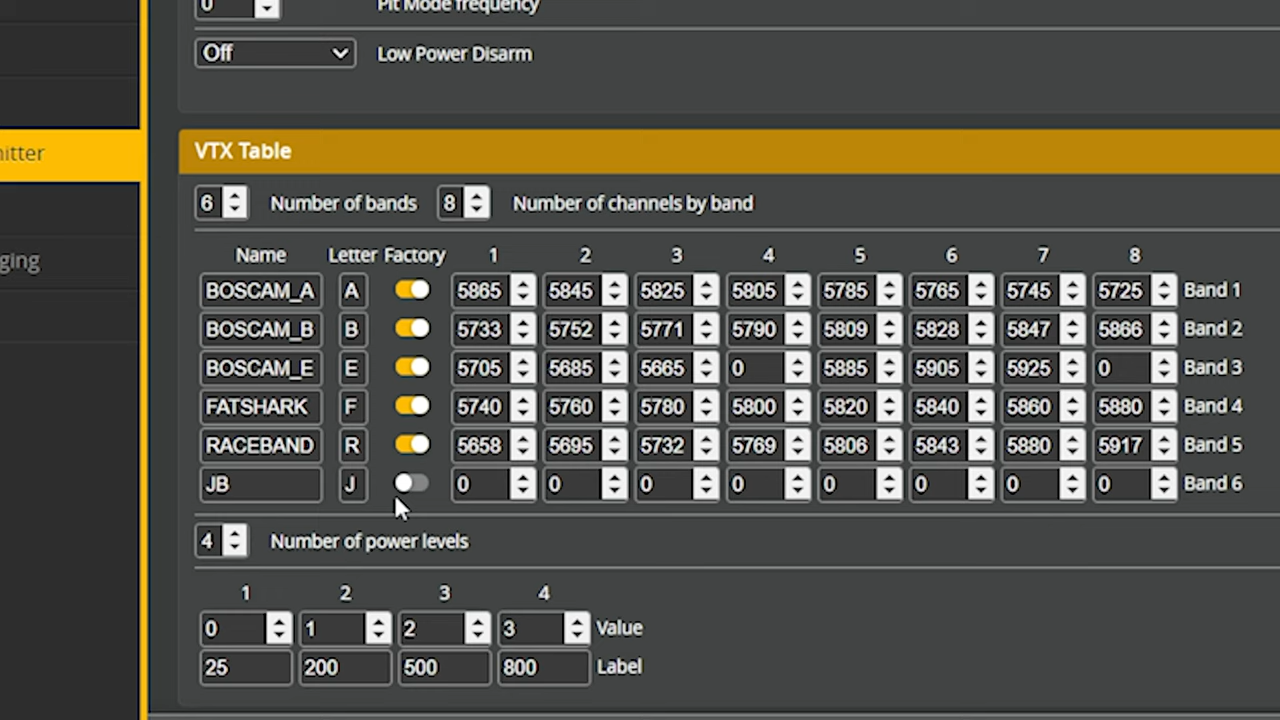 0 Pit Mode frequency
Off Low Power Disarm
itter
VTX Table
6 Number of bands 8 Number of channels by band
ging
Name Letter Factory 1 2 3 4 5 6 7 8
BOSCAM_A A 5865 5845 5825 5805 5785 5765 5745 5725 Band 1
BOSCAM_B B 5733 5752 5771 5790 5809 5828 5847 5866 Band 2
BOSCAM_E E 5705 5685 5665 0 5885 5905 5925 0 Band 3
FATSHARK F 5740 5760 5780 5800 5820 5840 5860 5880 Band 4
RACEBAND R 5658 5695 5732 5769 5806 5843 5880 5917 Band 5
JB J 0 0 0 0 0 0 0 0 Band 6
4 Number of power levels
1 2 3 4
0 1 2 3 Value
25 200 500 800 Label